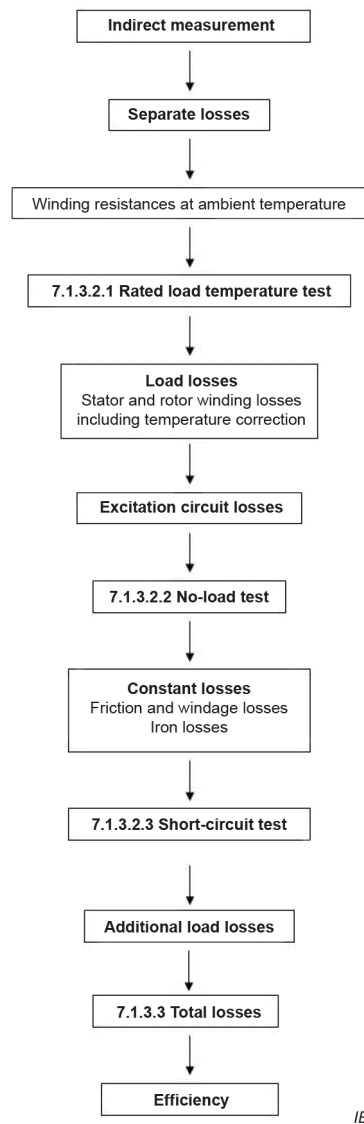 Indirect measurement
Separate losses
Winding resistances at ambient temperature
7.1.3.2.1 Rated load temperature test
Load losses
Stator and rotor winding losses
including temperature correction
Excitation circuit losses
7.1.3.2.2 No-load test
Constant losses
Friction and windage losses
Iron losses
7.1.3.2.3 Short-circuit test
Additional load losses
7.1.3.3 Total losses
Efficiency